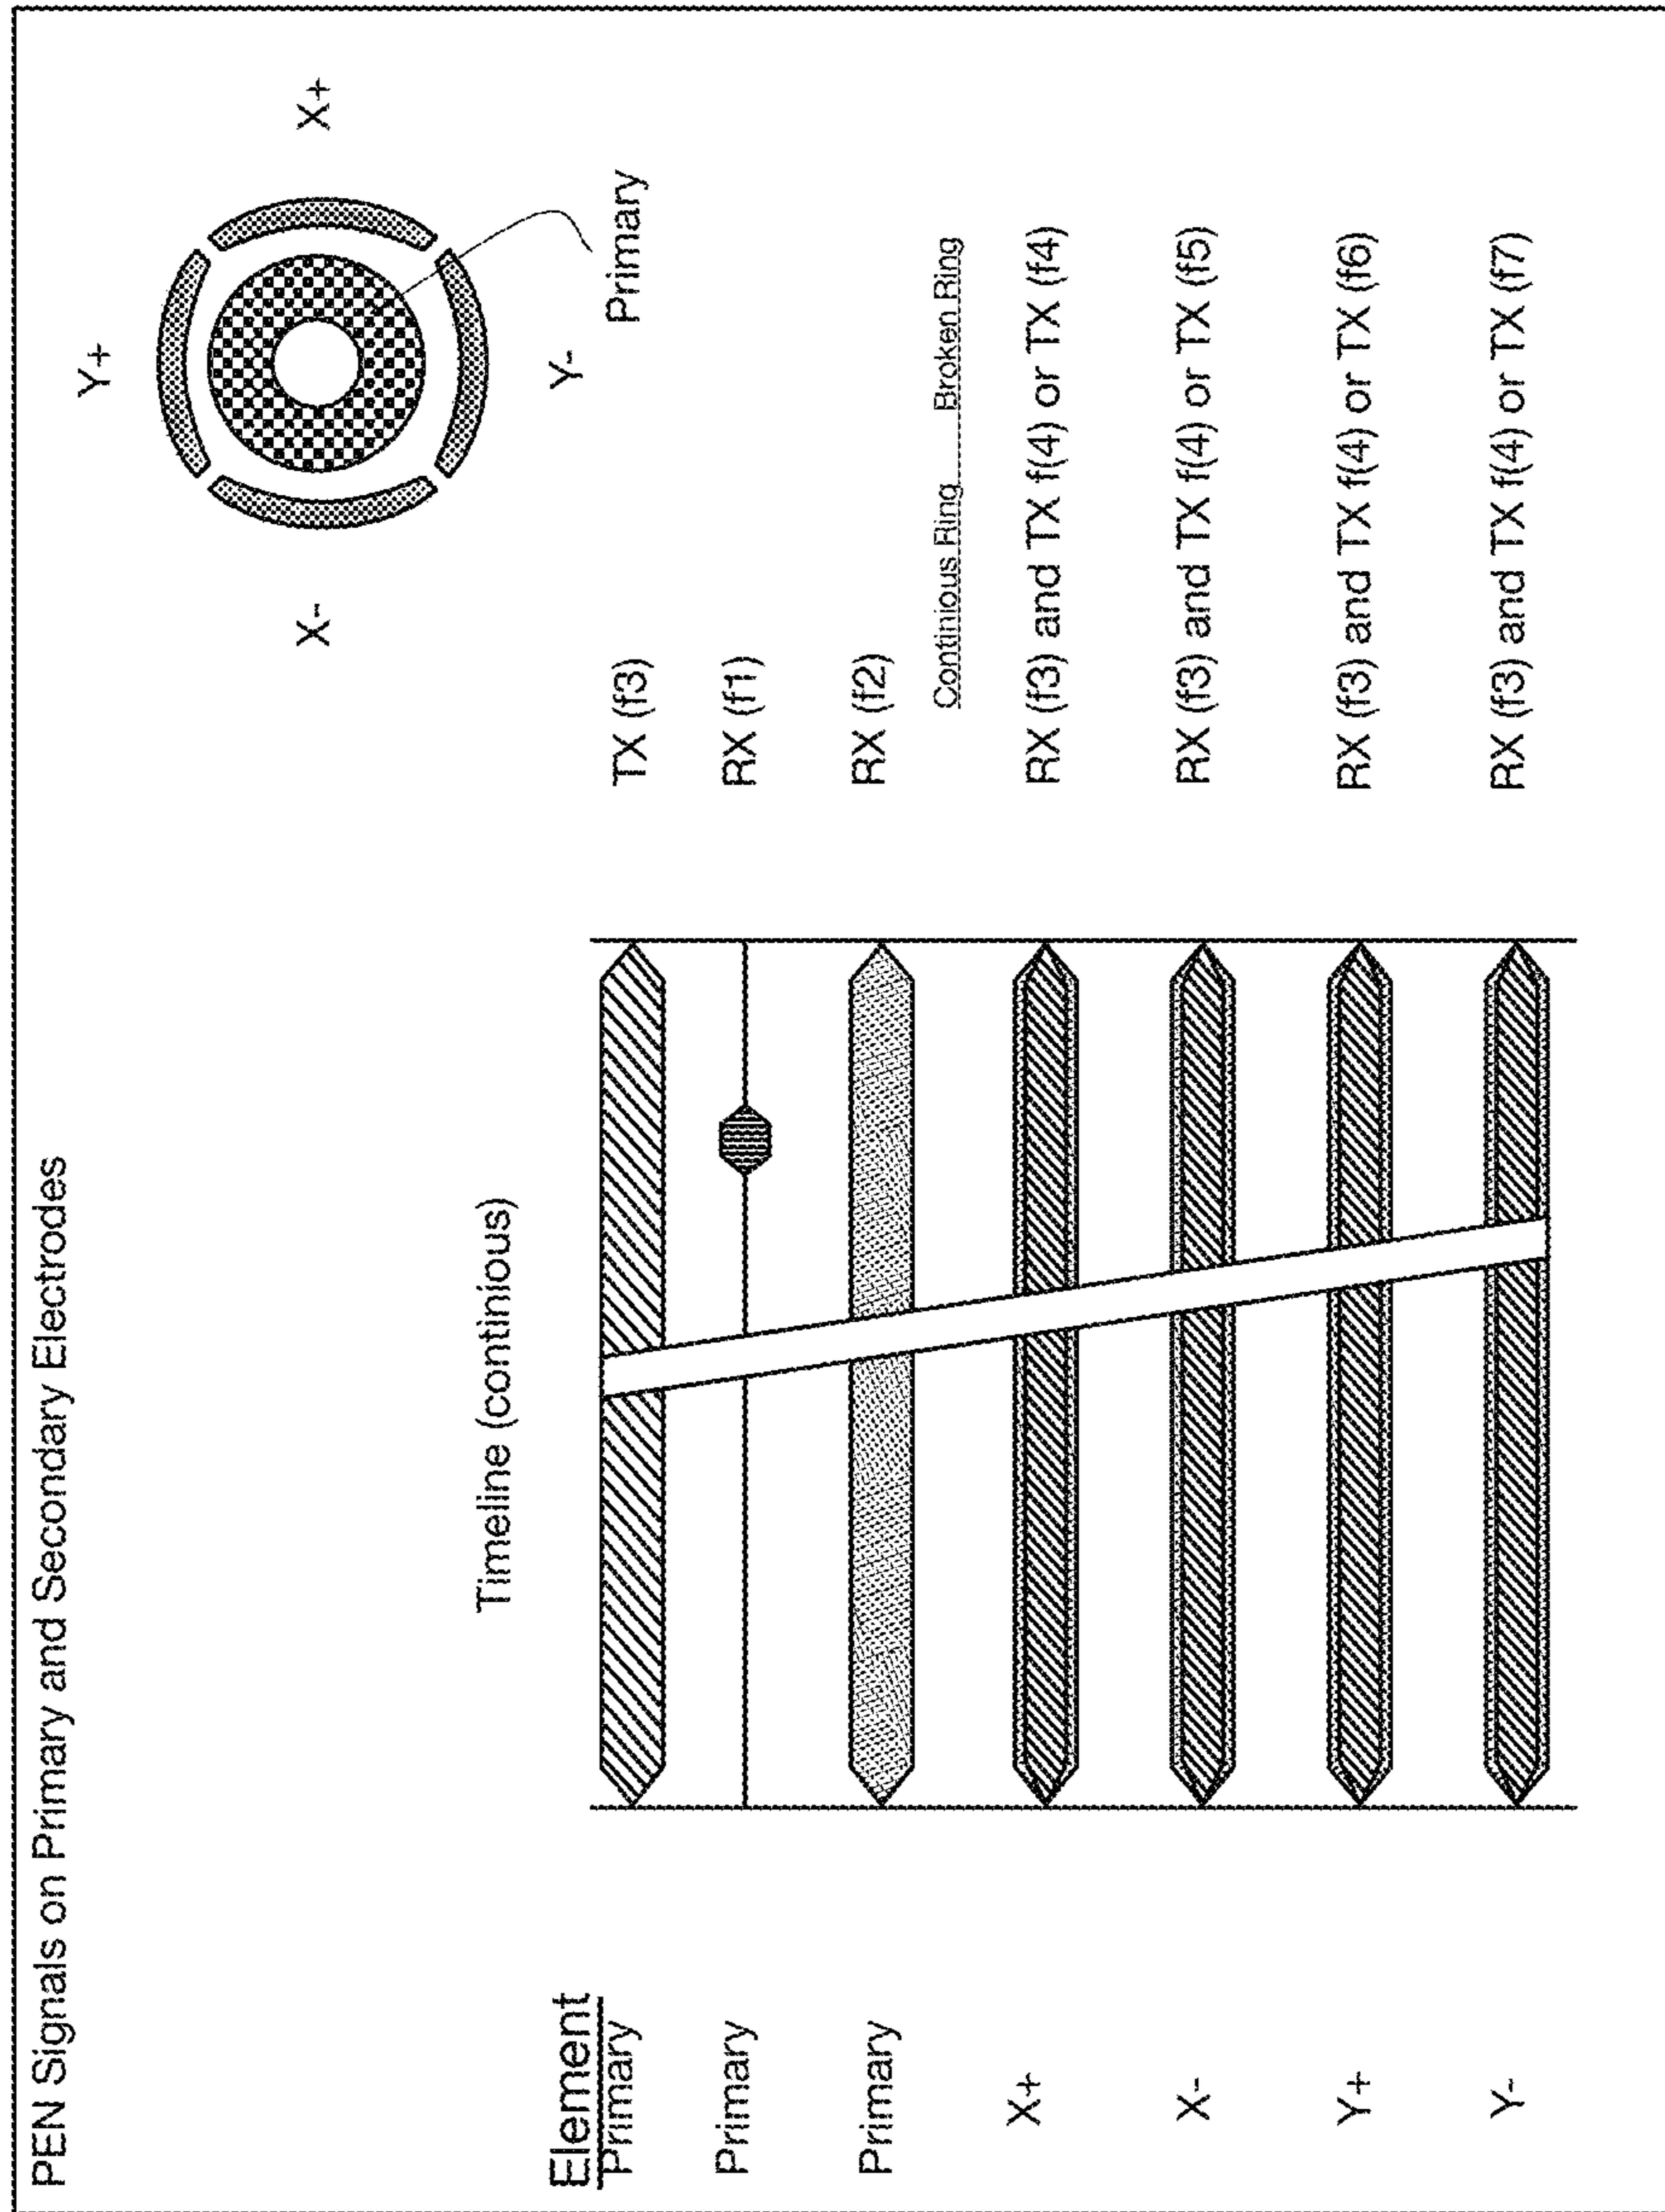 PEN Signals on Primary and Secondary Electrodes
Y+
X- X+
Y-
Primary
Timeline (continious)
Element
Primary TX (f3)
Primary RX (f1)
Primary RX (f2)
Continious Ring Broken Ring
X+ RX (f3) and TX f(4) or TX (f4)
X- RX (f3) and TX f(4) or TX (f5)
Y+ RX (f3) and TX f(4) or TX (f6)
Y- RX (f3) and TX f(4) or TX (f7)